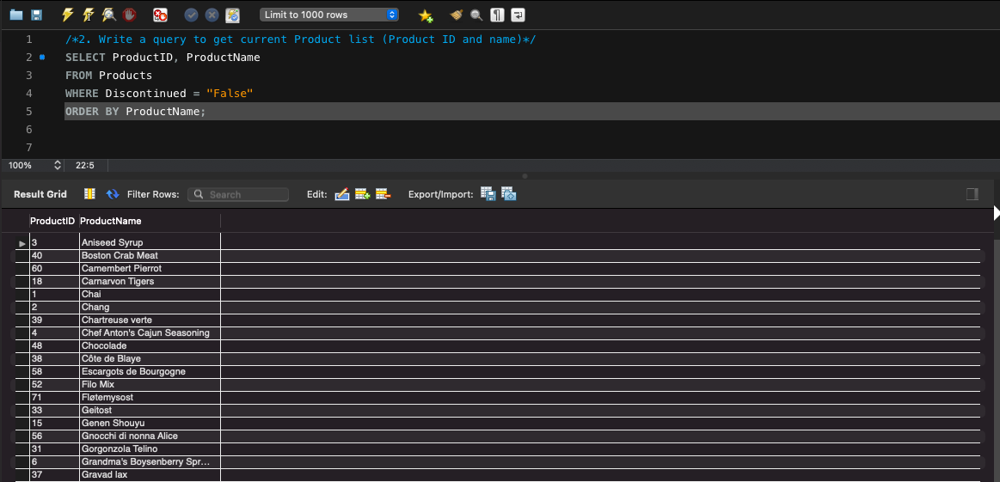 Limit to 1000 rows
1 /*2. Write a query to get current Product list (Product ID and name)*/
2 SELECT ProductID, ProductName
3 FROM Products
4 WHERE Discontinued = "False"
5 ORDER BY ProductName;
6
7
100% 22:5
Result Grid Filter Rows: Search Edit: Export/Import:
ProductID ProductName
3 Aniseed Syrup
40 Boston Crab Meat
60 Camembert Pierrot
18 Carnarvon Tigers
1 Chai
2 Chang
39 Chartreuse verte
4 Chef Anton's Cajun Seasoning
48 Chocolade
38 Côte de Blaye
58 Escargots de Bourgogne
52 Filo Mix
71 Fløtemysost
33 Geitost
15 Genen Shouyu
56 Gnocchi di nonna Alice
31 Gorgonzola Telino
6 Grandma's Boysenberry Spr...
37 Gravad lax